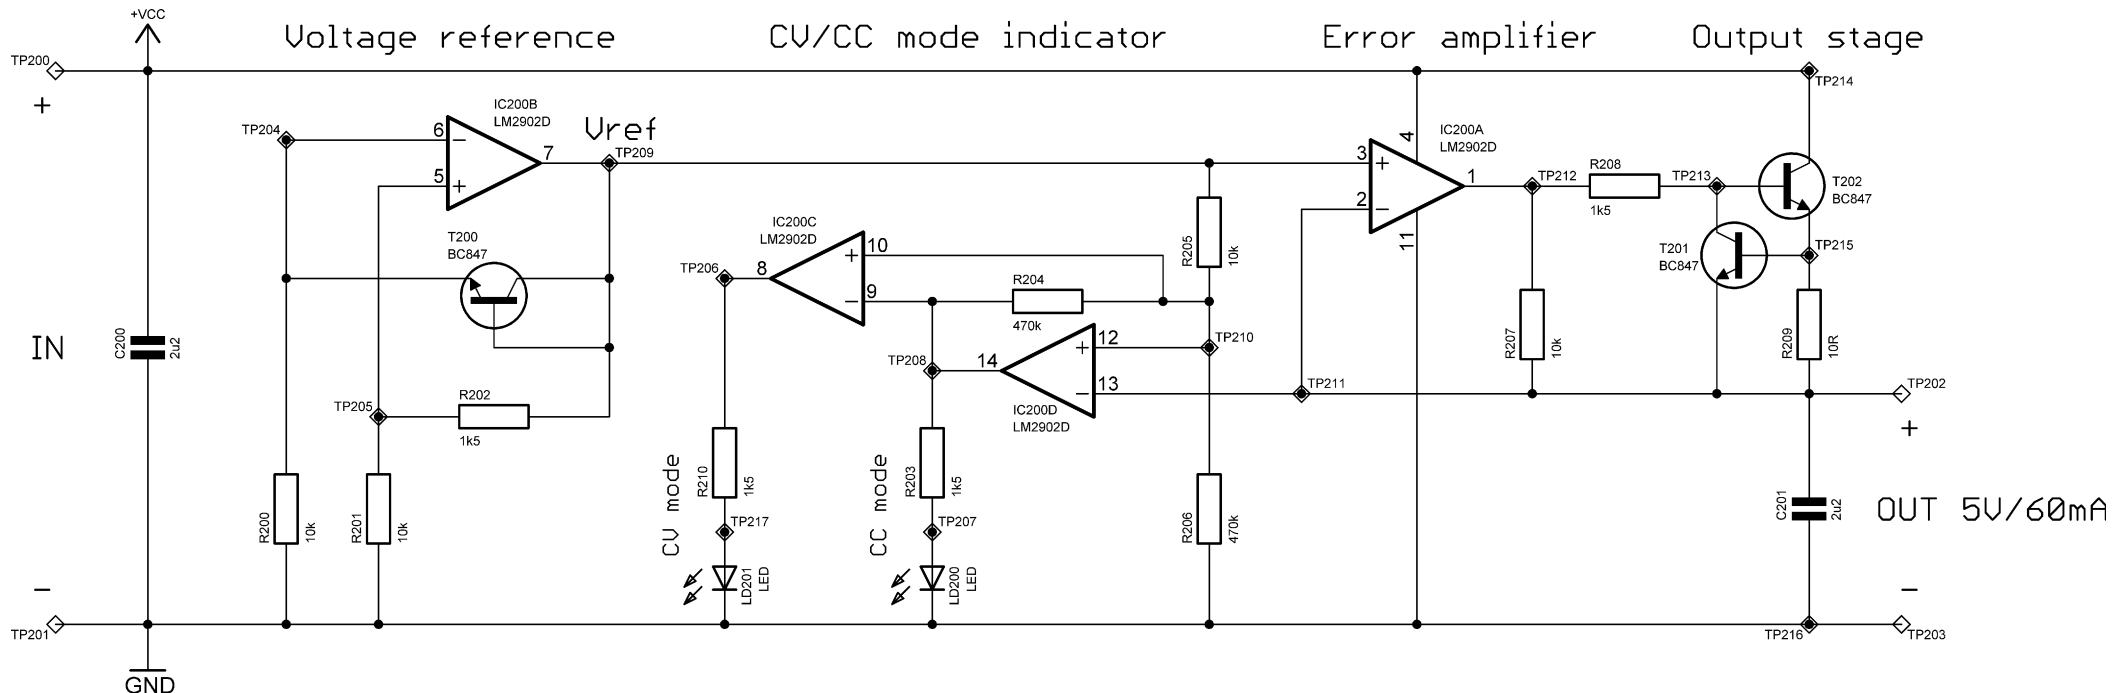 +VCC
Voltage reference
CV/CC mode indicator
Error amplifier
Output stage
TP200
TP214
+
IC200B
LM2902D
TP204
6
−
Vref
TP209
7
5
+
4
IC200A
LM2902D
3
+
1
2
−
11
TP212
R208
1k5
TP213
T202
BC847
T200
BC847
IC200C
LM2902D
10
+
8
TP206
9
−
R205
10k
R204
470k
T201
BC847
TP215
IN
C200
2u2
12
+
TP210
14
TP208
13
−
IC200D
LM2902D
TP211
R207
10k
R209
10R
TP202
+
R202
1k5
TP205
CV mode
R210
1k5
CC mode
R203
1k5
R200
10k
R201
10k
TP217
TP207
R206
470k
C201
2u2
OUT 5V/60mA
LD201
LED
LD200
LED
−
−
TP201
TP216
TP203
GND